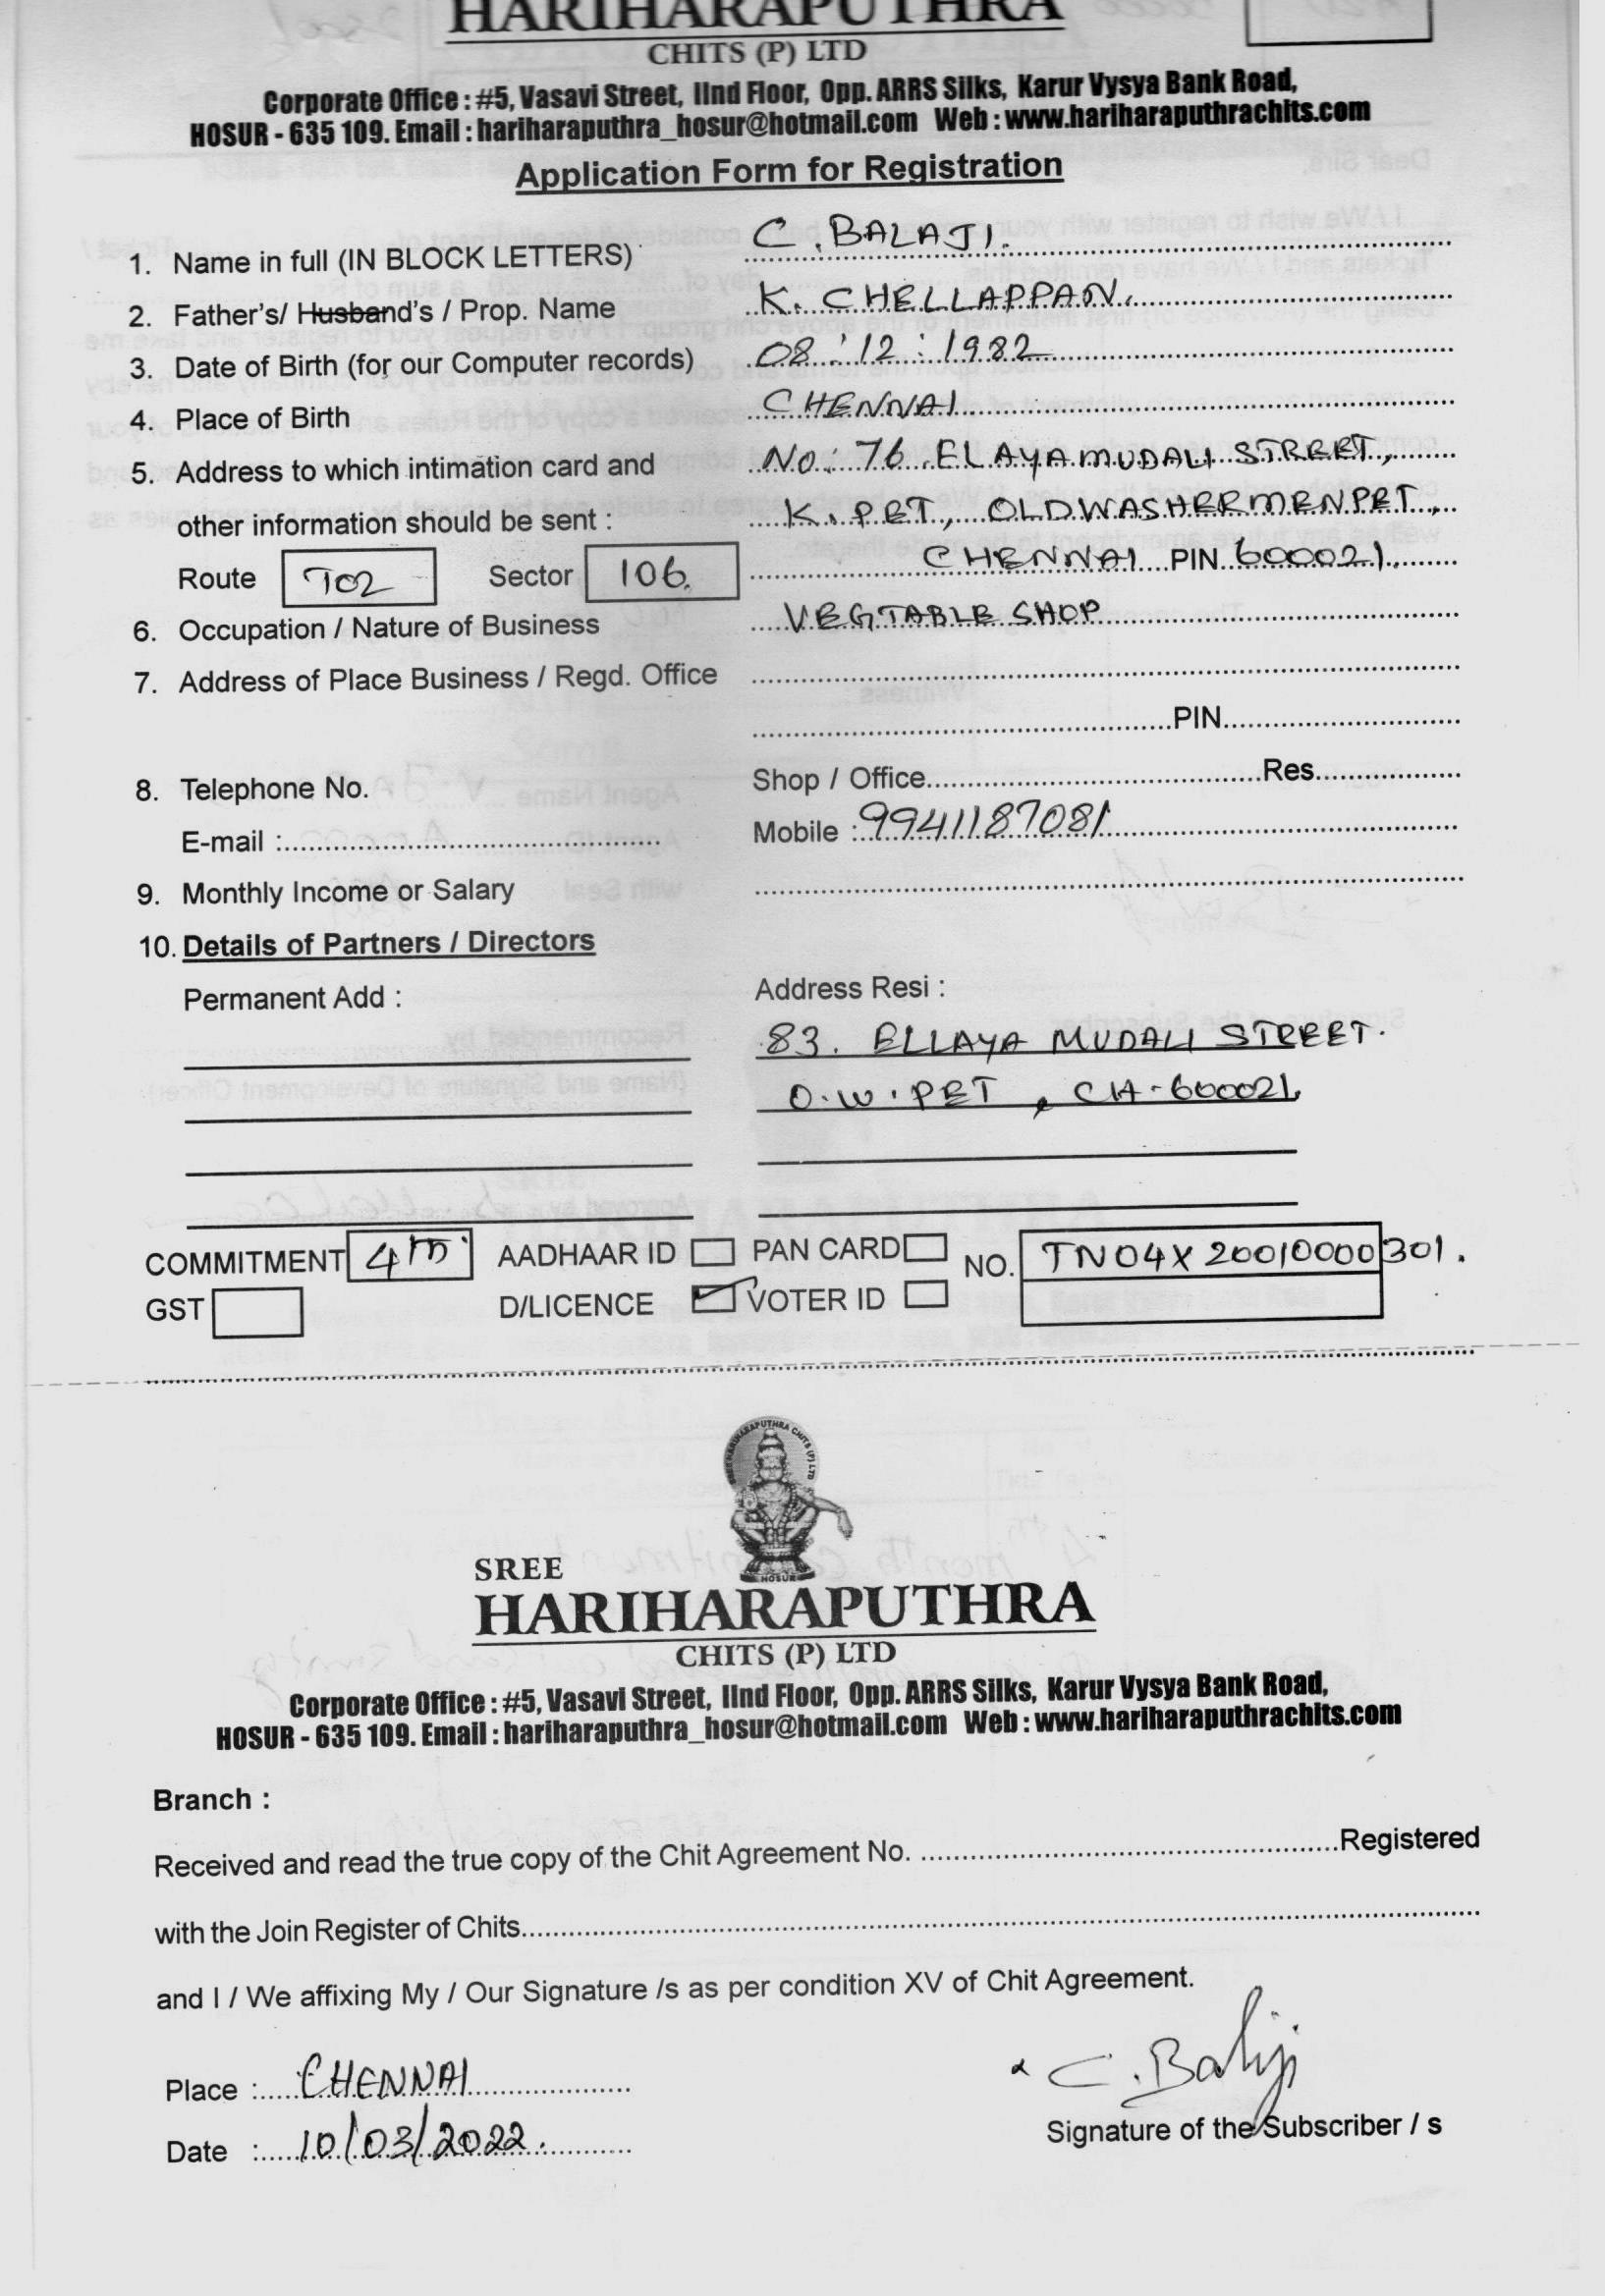 HARIHARAPUTHRA
CHITS (P) LTD
Corporate Office : #5, Vasavi Street, IInd Floor, Opp. ARRS Silks, Karur Vysya Bank Road,
HOSUR - 635 109. Email : hariharaputhra_hosur@hotmail.com Web : www.hariharaputhrachits.com
Application Form for Registration
1. Name in full (IN BLOCK LETTERS) C. BALAJI.
2. Father's/ Husband's / Prop. Name K. CHELLAPPAN.
3. Date of Birth (for our Computer records) 08 : 12 : 1982
4. Place of Birth CHENNAI
5. Address to which intimation card and No: 76 ELAYAMUDALI STREET,
other information should be sent : K. PET, OLDWASHERMENPET,
Route T02 Sector 106. CHENNAI PIN 600021.
6. Occupation / Nature of Business VEGTABLE SHOP
7. Address of Place Business / Regd. Office
PIN
8. Telephone No. Shop / Office Res
E-mail : Mobile : 9941187081
9. Monthly Income or Salary
10. Details of Partners / Directors
Permanent Add : Address Resi :
83. ELLAYA MUDALI STREET.
O.W.PET, CH-600021
COMMITMENT 4th AADHAAR ID PAN CARD NO. TN04X20010000301.
GST D/LICENCE VOTER ID
SREE
HARIHARAPUTHRA
CHITS (P) LTD
Corporate Office : #5, Vasavi Street, IInd Floor, Opp. ARRS Silks, Karur Vysya Bank Road,
HOSUR - 635 109. Email : hariharaputhra_hosur@hotmail.com Web : www.hariharaputhrachits.com
Branch :
Received and read the true copy of the Chit Agreement No. Registered
with the Join Register of Chits
and I / We affixing My / Our Signature /s as per condition XV of Chit Agreement.
Place : CHENNAI C. Balaji
Date : 10/03/2022. Signature of the Subscriber / s